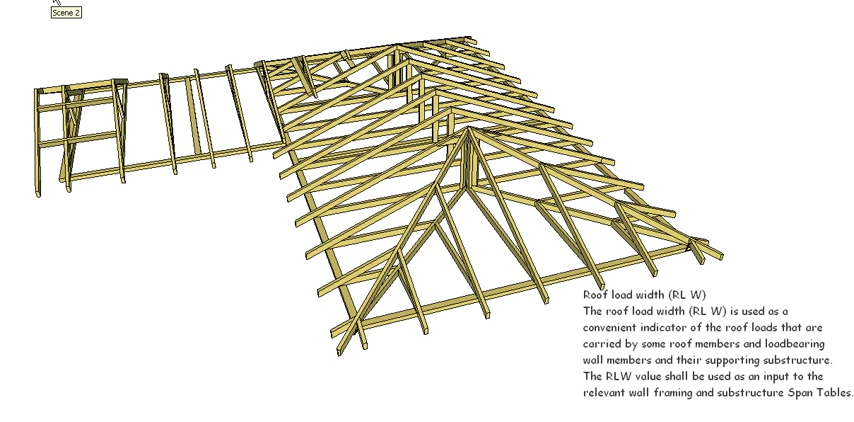 Scene 2
Roof load width (RL W)
The roof load width (RL W) is used as a
convenient indicator of the roof loads that are
carried by some roof members and loadbearing
wall members and their supporting substructure.
The RLW value shall be used as an input to the
relevant wall framing and substructure Span Tables.